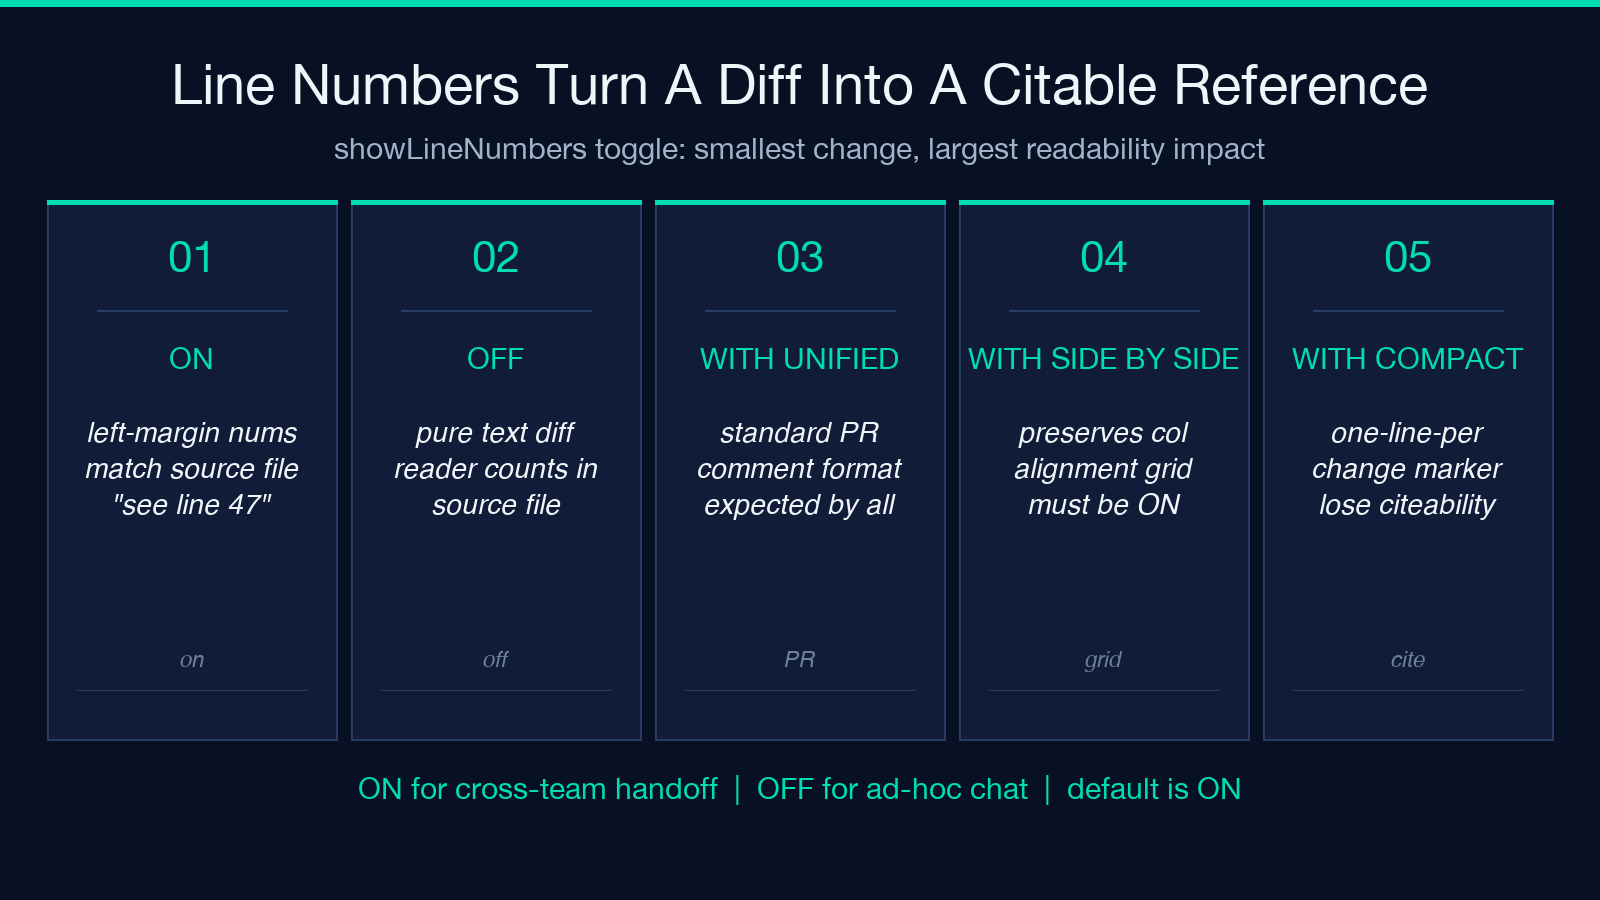 Line Numbers Turn A Diff Into A Citable Reference
showLineNumbers toggle: smallest change, largest readability impact
01
ON
left-margin nums
match source file
"see line 47"
on
02
OFF
pure text diff
reader counts in
source file
off
03
WITH UNIFIED
standard PR
comment format
expected by all
PR
04
WITH SIDE BY SIDE
preserves col
alignment grid
must be ON
grid
05
WITH COMPACT
one-line-per
change marker
lose citeability
cite
ON for cross-team handoff | OFF for ad-hoc chat | default is ON